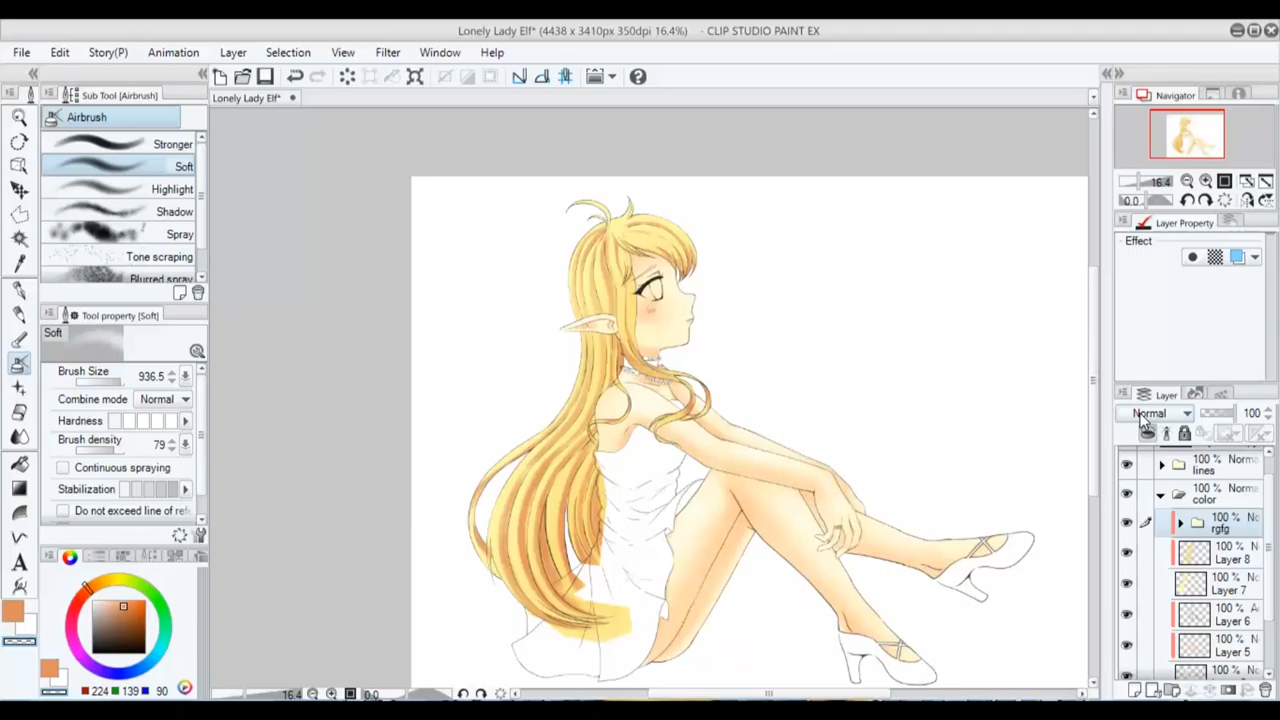 Lonely Lady Elf* (4438 x 3410px 350dpi 16.4%) - CLIP STUDIO PAINT EX
File Edit Story(P) Animation Layer Selection View Filter Window Help
Sub Tool [Airbrush]
Lonely Lady Elf*
Navigator
Airbrush
Stronger
Soft
Highlight
Shadow
Spray
Tone scraping
Blurred spray
16.4
0.0
Layer Property
Effect
Tool property [Soft]
Soft
Brush Size 936.5
Combine mode Normal
Hardness
Brush density 79
Continuous spraying
Stabilization
Do not exceed line of refe
Layer
Normal 100
100 % Norma
lines
100 % Norma
color
100 % No
rgfg
100 % N
Layer 8
100 % N
Layer 7
100 % A
Layer 6
100 % N
Layer 5
100 % N
224 139 90
16.4 0.0